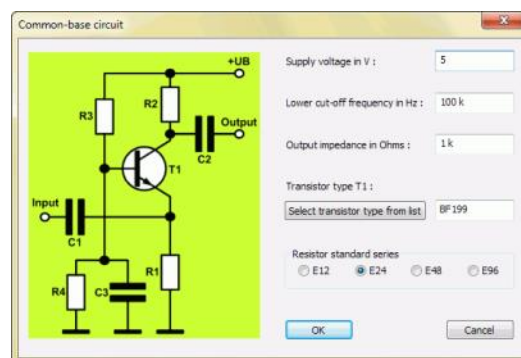 Common-base circuit
+UB
R2
R3
Output
C2
T1
Input
C1
R1
R4
C3
Supply voltage in V :
5
Lower cut-off frequency in Hz :
100 k
Output impedance in Ohms :
1 k
Transistor type T1 :
Select transistor type from list
BF199
Resistor standard series
E12
E24
E48
E96
OK
Cancel